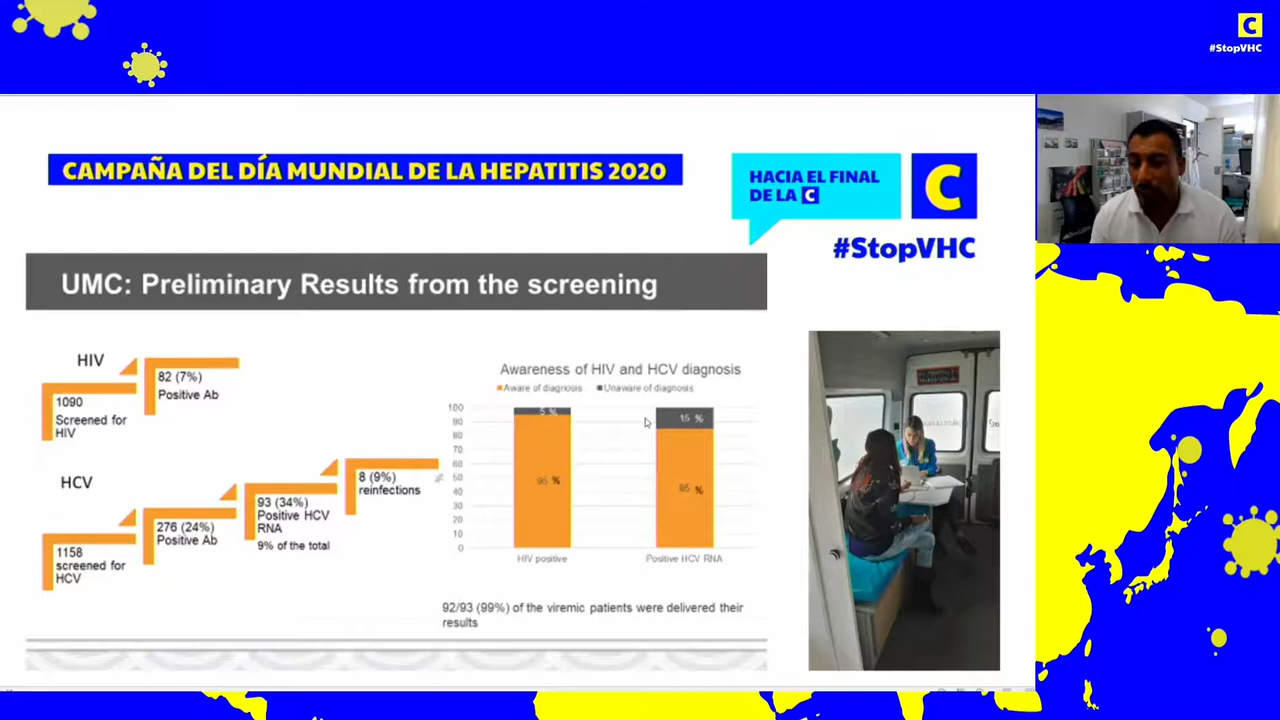 C
#StopVHC
CAMPAÑA DEL DÍA MUNDIAL DE LA HEPATITIS 2020
HACIA EL FINAL
DE LA C
C
#StopVHC
UMC: Preliminary Results from the screening
HIV
82 (7%)
Positive Ab
1090
Screened for
HIV
HCV
8 (9%)
reinfections
93 (34%)
Positive HCV
RNA
9% of the total
276 (24%)
Positive Ab
1158
screened for
HCV
Awareness of HIV and HCV diagnosis
Aware of diagnosis
Unaware of diagnosis
100
90
80
70
60
50
40
30
20
10
0
5 %
95 %
15 %
85 %
HIV positive
Positive HCV RNA
92/93 (99%) of the viremic patients were delivered their
results